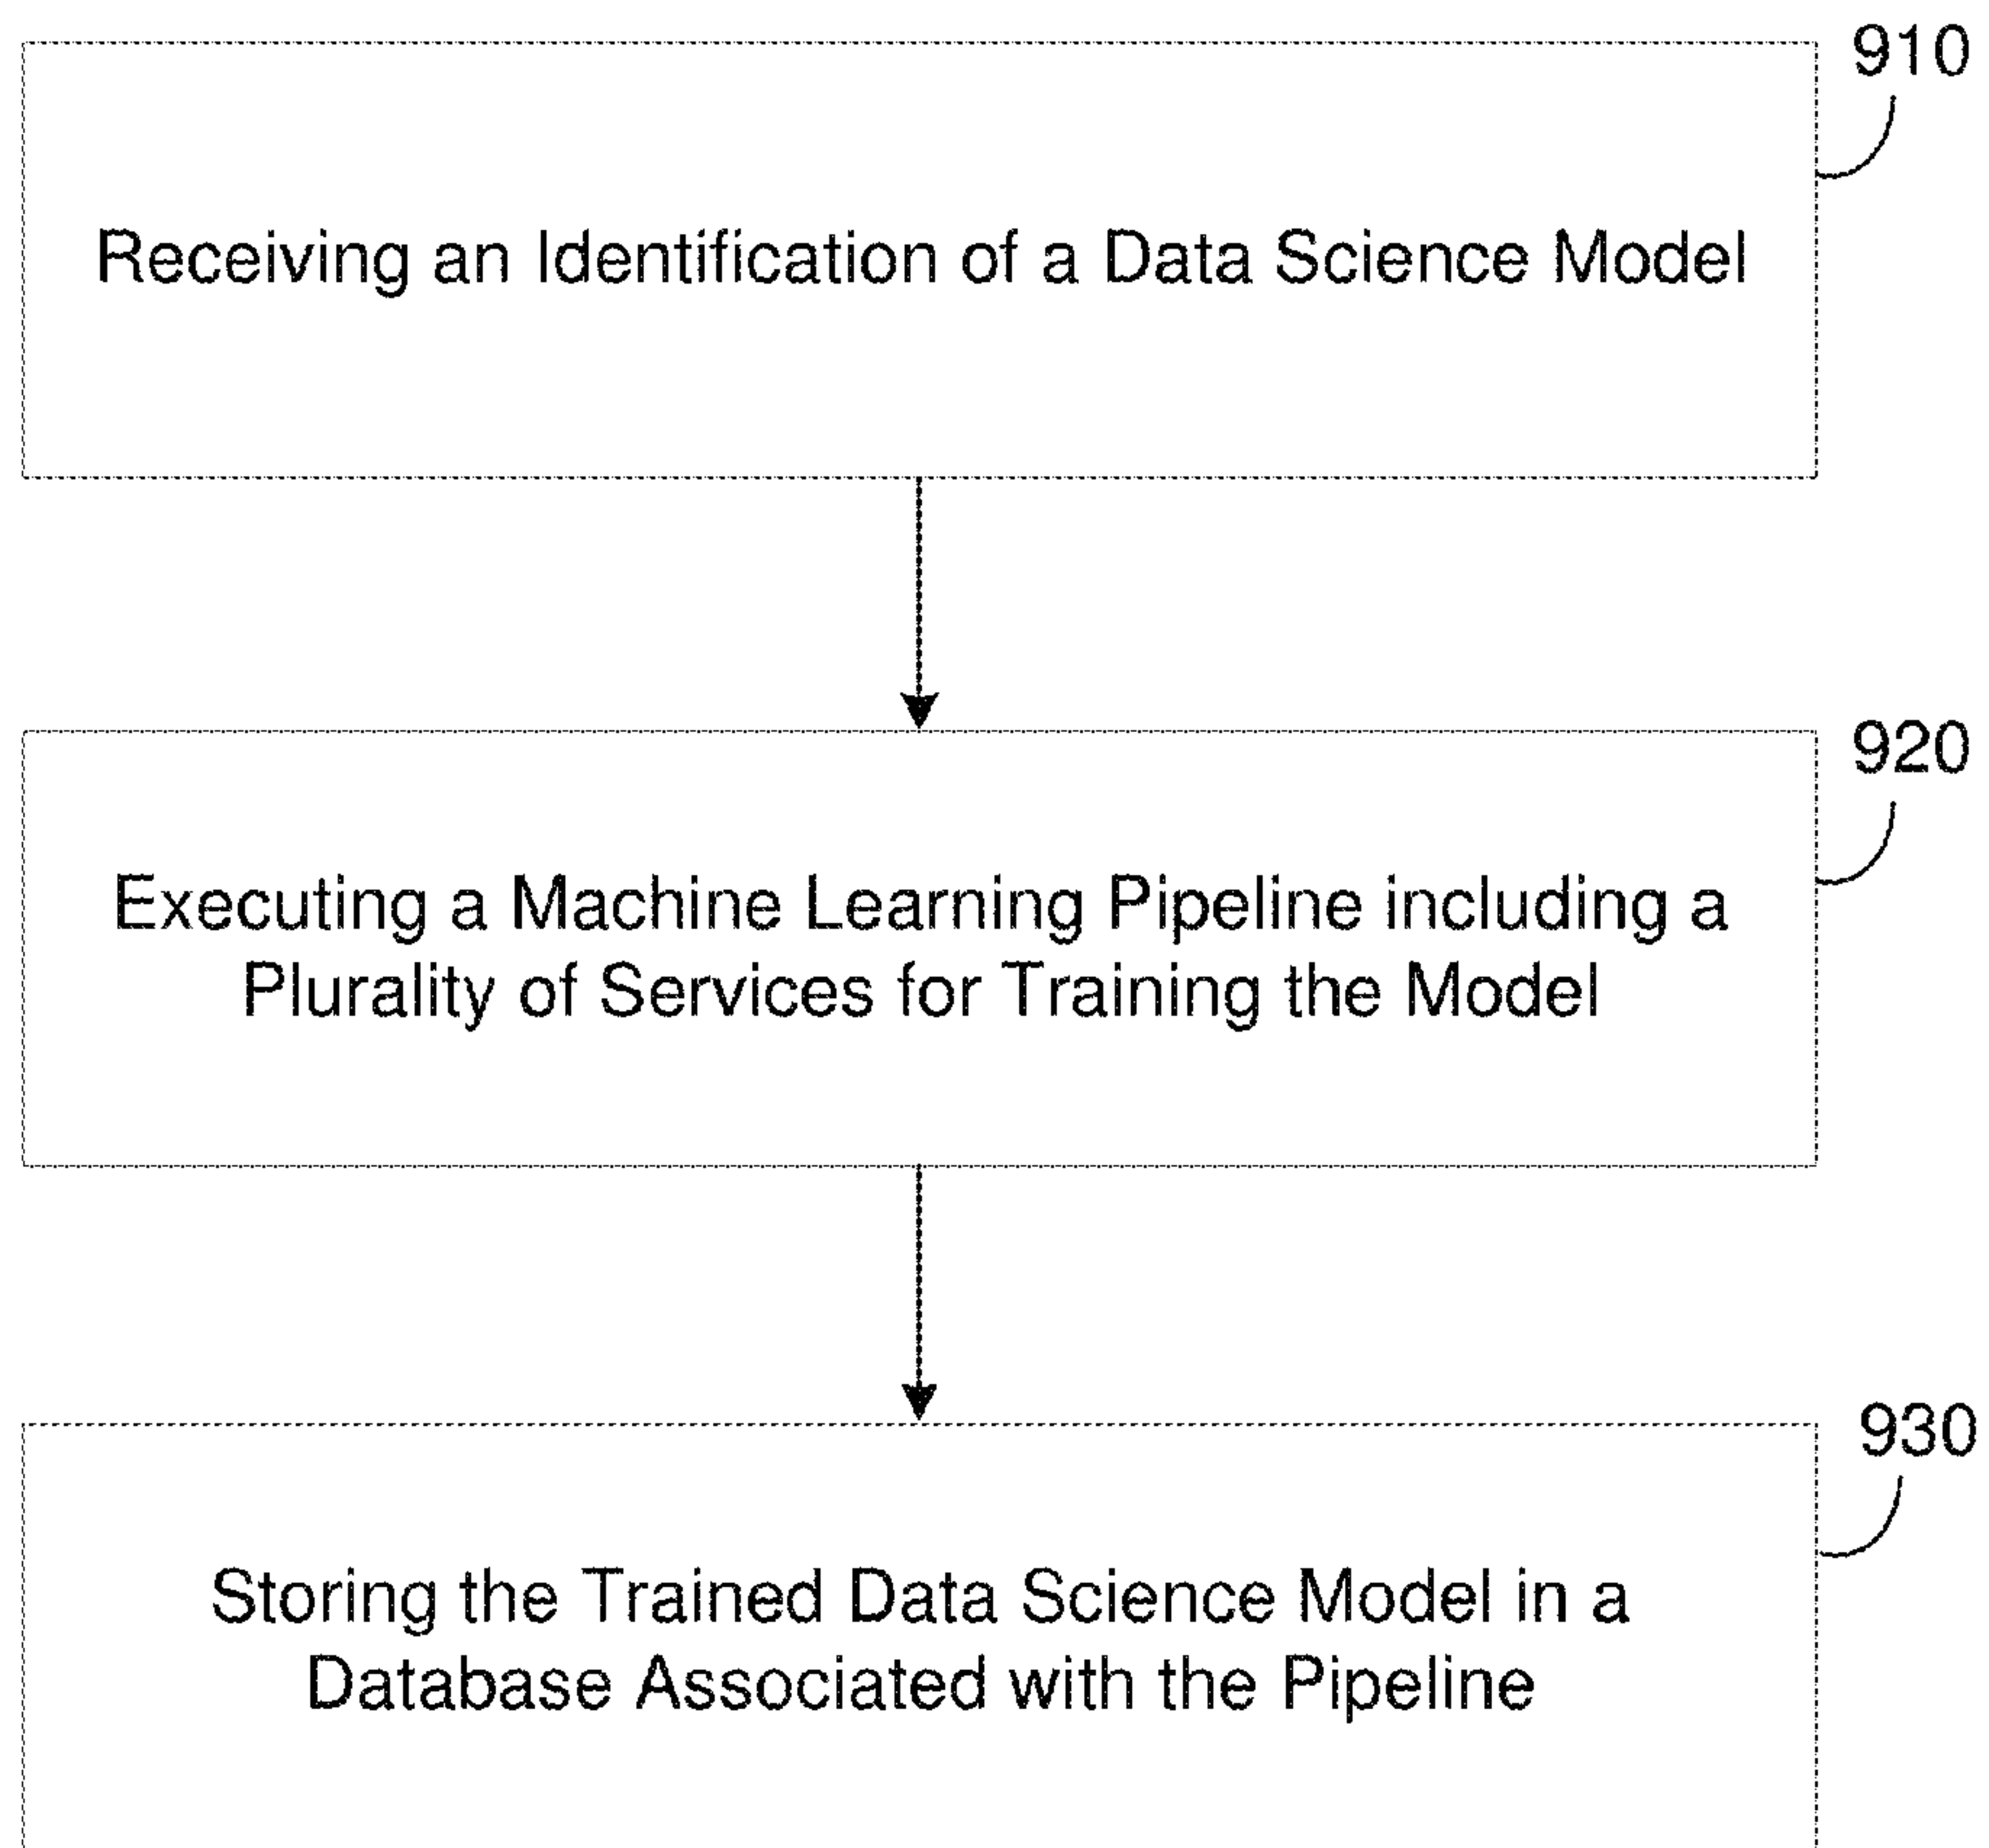 910
Receiving an Identification of a Data Science Model
920
Executing a Machine Learning Pipeline including a
Plurality of Services for Training the Model
930
Storing the Trained Data Science Model in a
Database Associated with the Pipeline